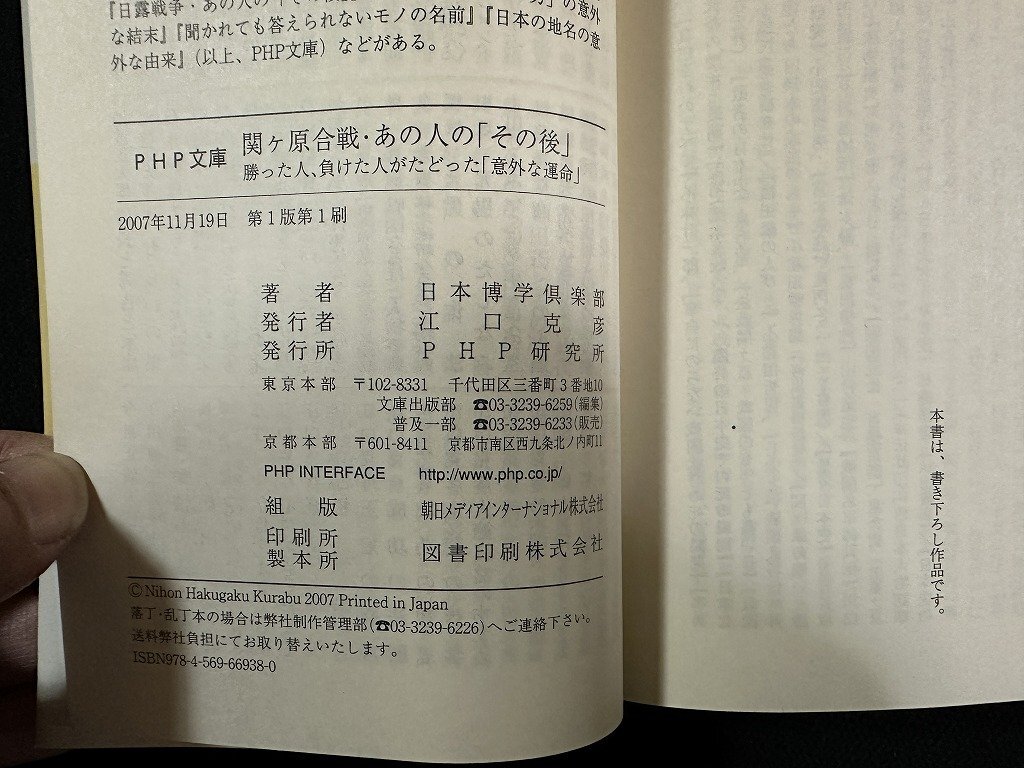 『日露戦争・あの人の「その後」
の意外
な結末』『聞かれても答えられないモノの名前』『日本の地名の意
外な由来』(以上、PHP文庫)などがある。
PHP文庫 関ヶ原合戦・あの人の「その後」
勝った人、負けた人がたどった「意外な運命」
2007年11月19日 第1版第1刷
著者 日本博学倶楽部
発行者 江口克彦
発行所 PHP研究所
東京本部 〒102-8331 千代田区三番町3番地10
文庫出版部 ☎03-3239-6259(編集)
普及一部 ☎03-3239-6233(販売)
京都本部 〒601-8411 京都市南区西九条北ノ内町11
PHP INTERFACE http://www.php.co.jp/
組版 朝日メディアインターナショナル株式会社
印刷所
製本所 図書印刷株式会社
© Nihon Hakugaku Kurabu 2007 Printed in Japan
落丁・乱丁本の場合は弊社制作管理部(☎03-3239-6226)へご連絡下さい。
送料弊社負担にてお取り替えいたします。
ISBN978-4-569-66938-0
本書は、書き下ろし作品です。